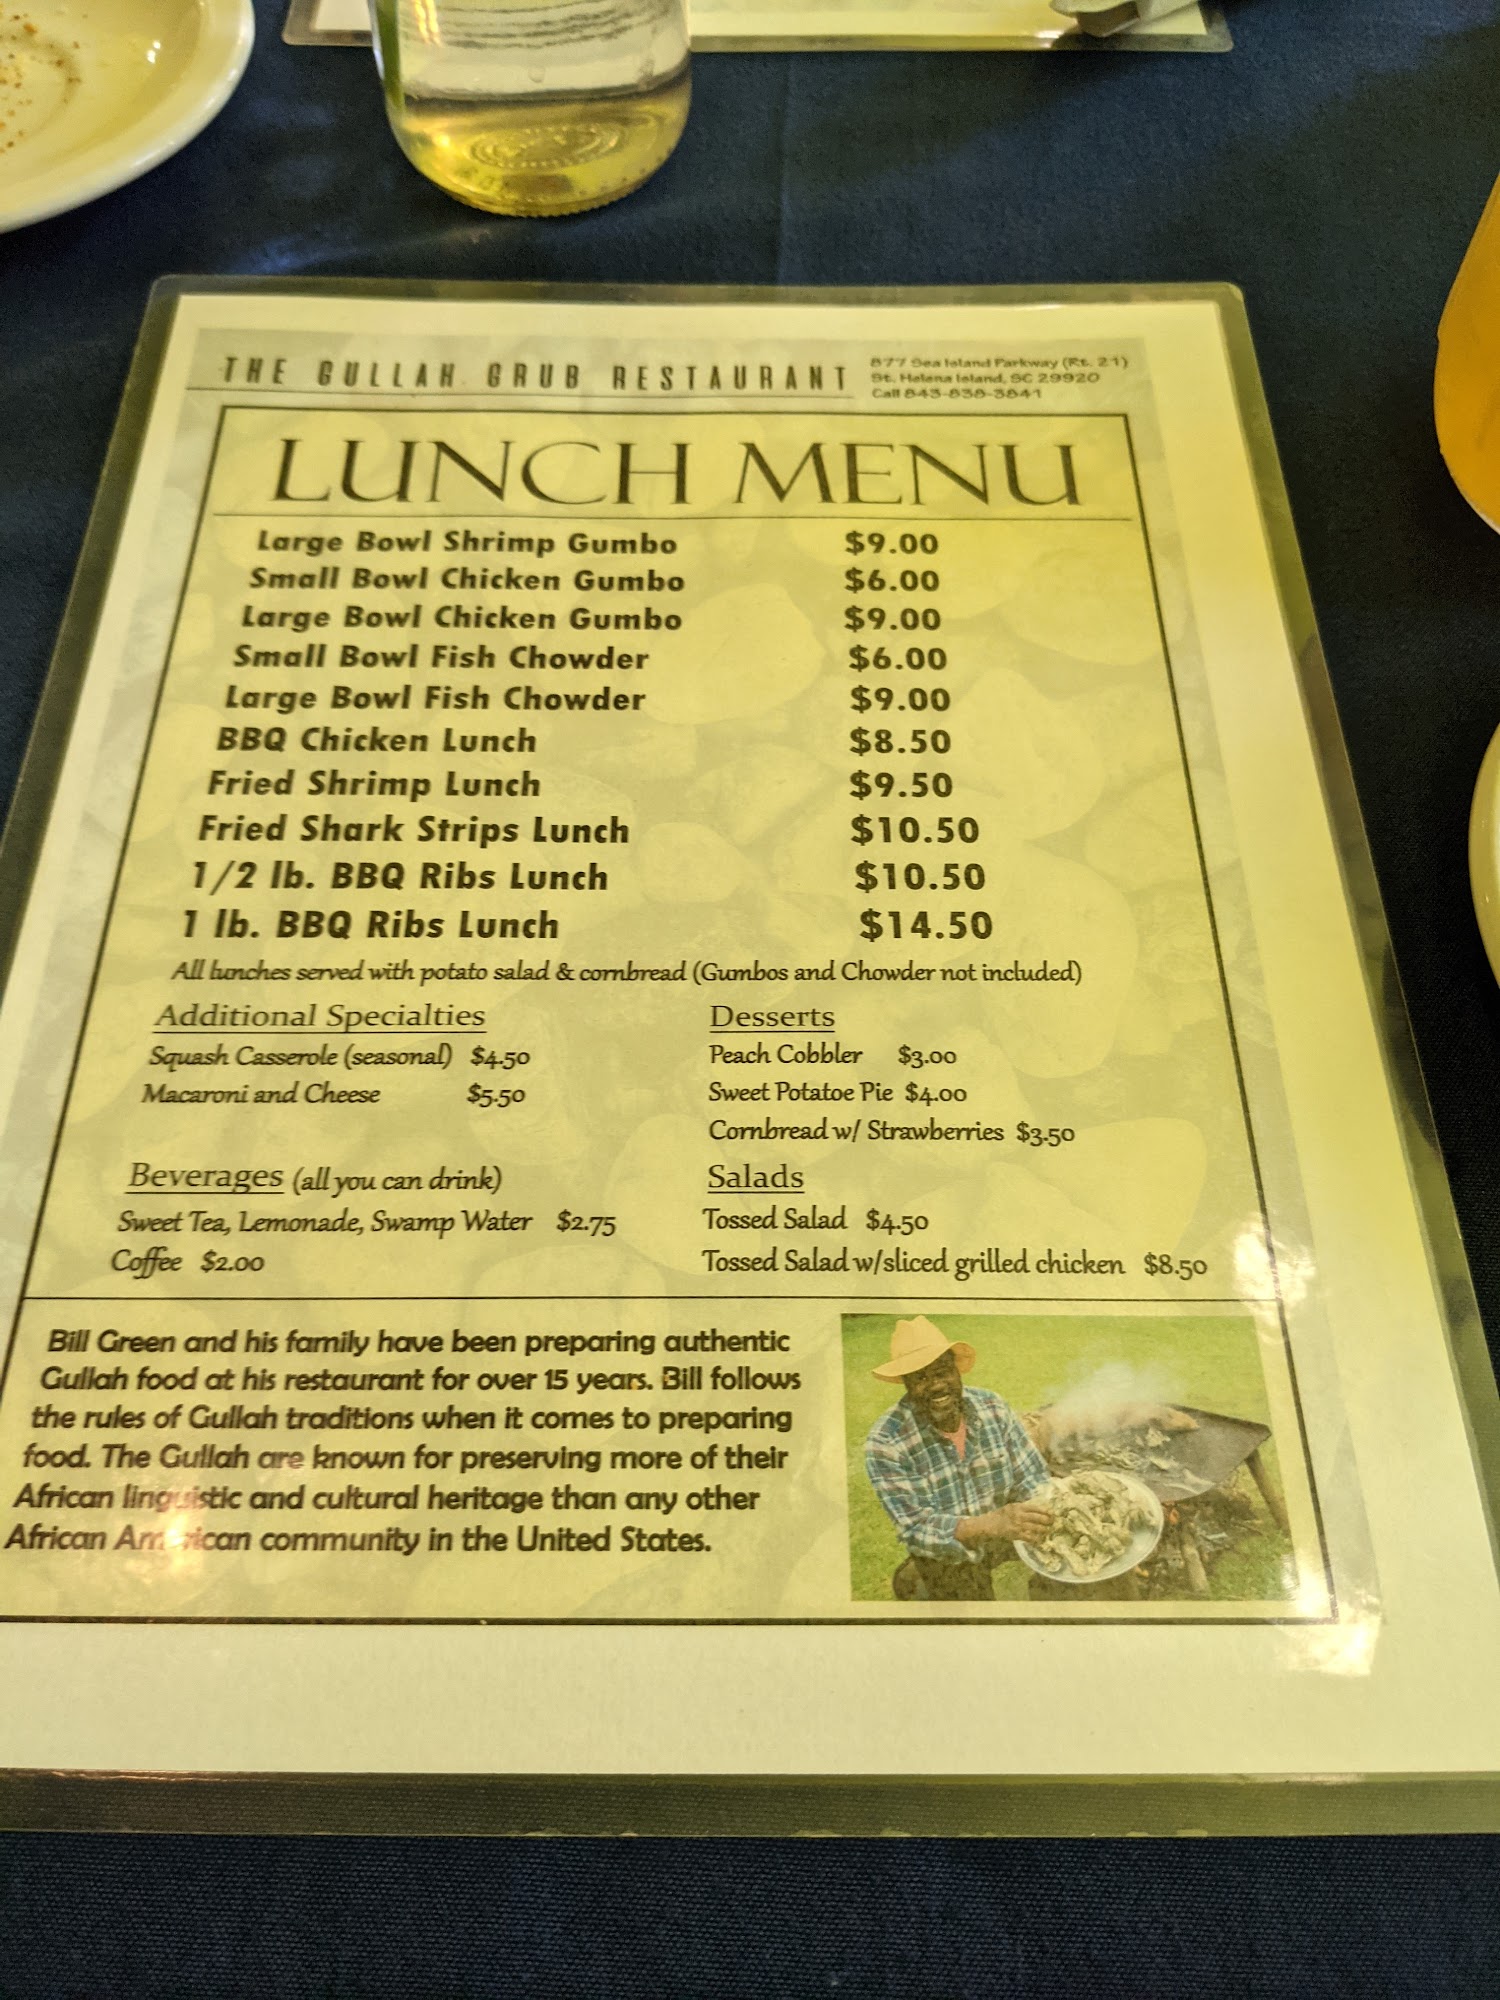 THE GULLAH GRUB RESTAURANT
877 Sea Island Parkway (Rt. 21)
St. Helena Island, SC 29920
Call 843-838-3841
LUNCH MENU
Large Bowl Shrimp Gumbo $9.00
Small Bowl Chicken Gumbo $6.00
Large Bowl Chicken Gumbo $9.00
Small Bowl Fish Chowder $6.00
Large Bowl Fish Chowder $9.00
BBQ Chicken Lunch $8.50
Fried Shrimp Lunch $9.50
Fried Shark Strips Lunch $10.50
1/2 lb. BBQ Ribs Lunch $10.50
1 lb. BBQ Ribs Lunch $14.50
All lunches served with potato salad & cornbread (Gumbos and Chowder not included)
Additional Specialties
Squash Casserole (seasonal) $4.50
Macaroni and Cheese $5.50
Desserts
Peach Cobbler $3.00
Sweet Potatoe Pie $4.00
Cornbread w/ Strawberries $3.50
Beverages (all you can drink)
Sweet Tea, Lemonade, Swamp Water $2.75
Coffee $2.00
Salads
Tossed Salad $4.50
Tossed Salad w/sliced grilled chicken $8.50
Bill Green and his family have been preparing authentic
Gullah food at his restaurant for over 15 years. Bill follows
the rules of Gullah traditions when it comes to preparing
food. The Gullah are known for preserving more of their
African linguistic and cultural heritage than any other
African American community in the United States.